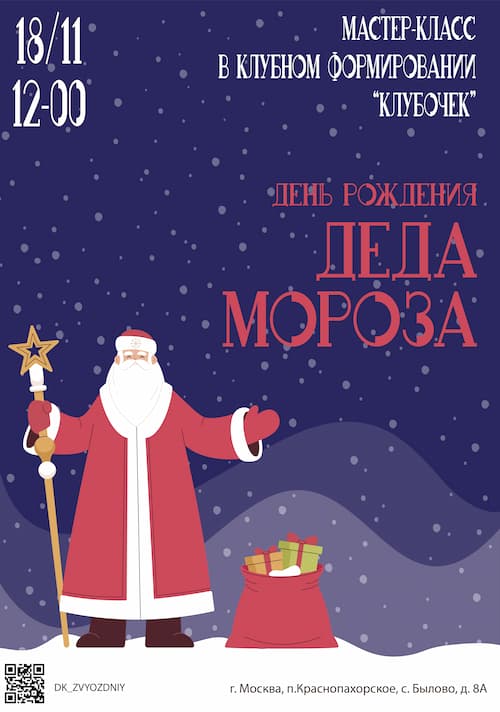 18/11
12-00
МАСТЕР-КЛАСС
В КЛУБНОМ ФОРМИРОВАНИИ
“КЛУБОЧЕК”
ДЕНЬ РОЖДЕНИЯ
ДЕДА
МОРОЗА
DK_ZVYOZDNIY
г. Москва, п.Краснопахорское, с. Былово, д. 8А